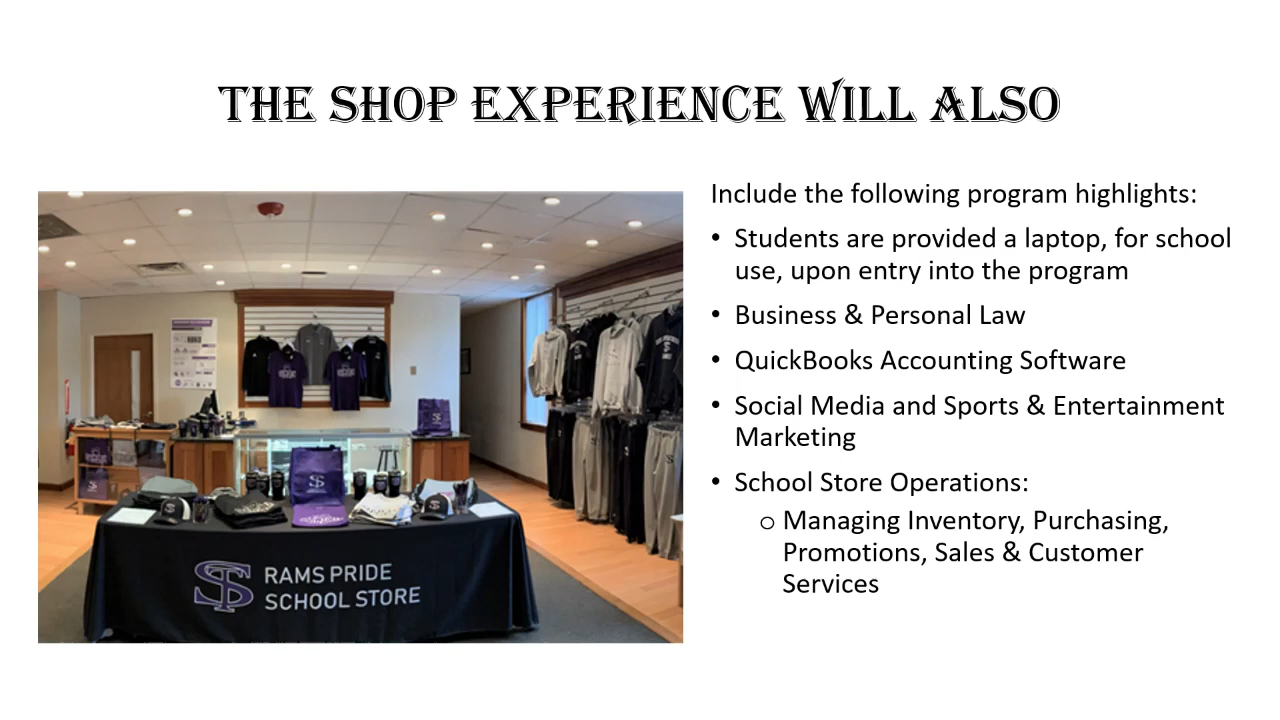 THE SHOP EXPERIENCE WILL ALSO
Include the following program highlights:
• Students are provided a laptop, for school
use, upon entry into the program
• Business & Personal Law
• QuickBooks Accounting Software
• Social Media and Sports & Entertainment
Marketing
• School Store Operations:
o Managing Inventory, Purchasing,
Promotions, Sales & Customer
Services
RAMS PRIDE
SCHOOL STORE